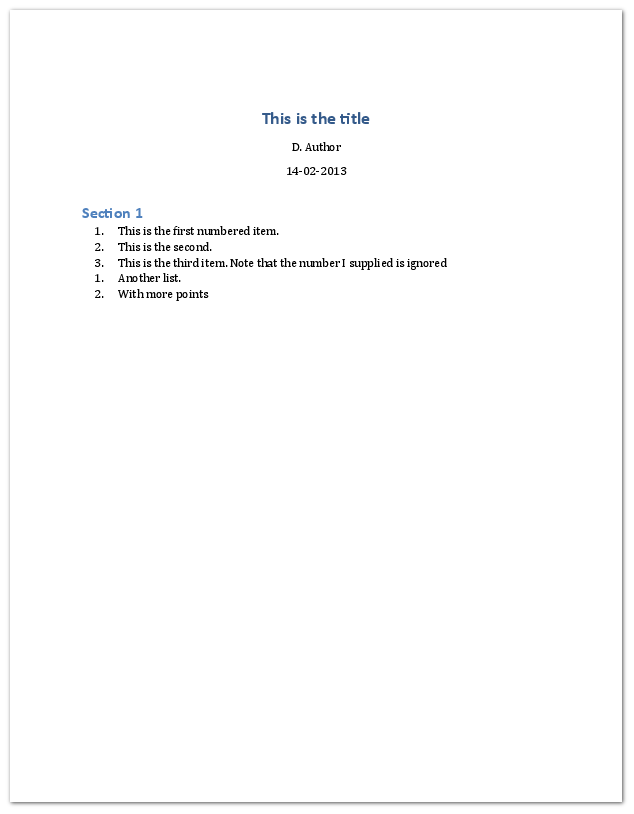 This is the title
D. Author
14-02-2013
Section 1
1. This is the first numbered item.
2. This is the second.
3. This is the third item. Note that the number I supplied is ignored
1. Another list.
2. With more points